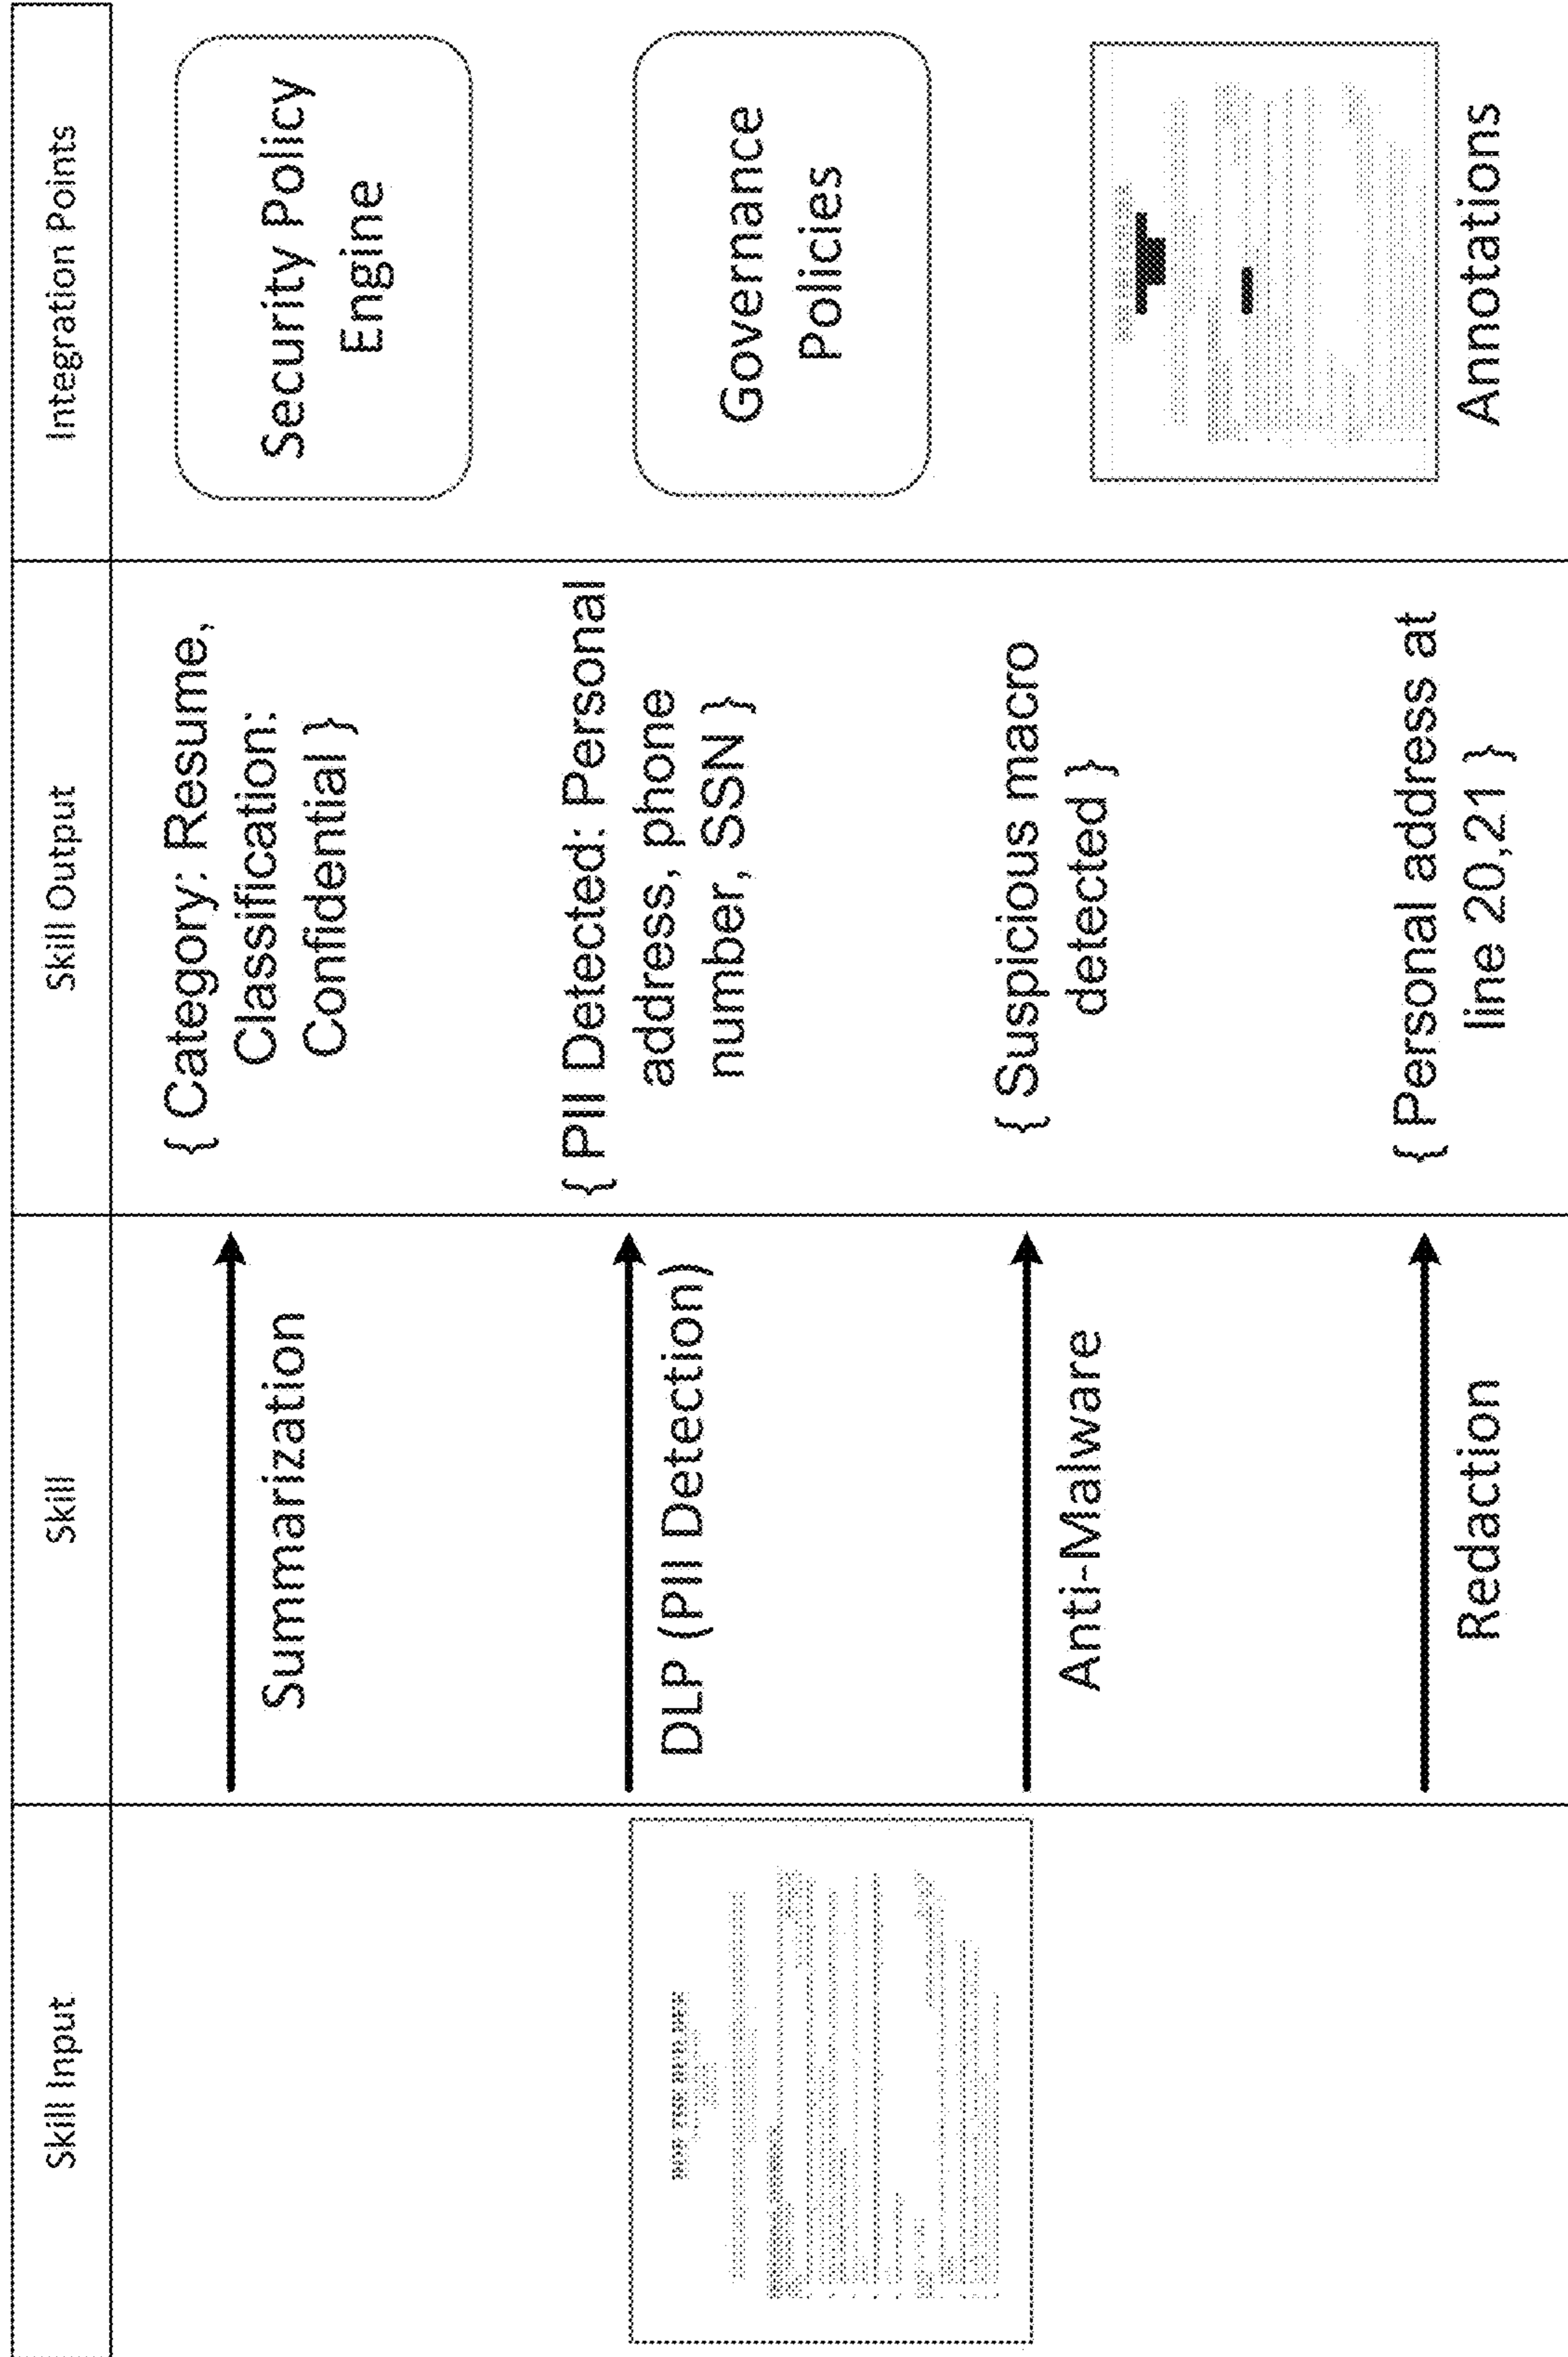 Skill Input
Skill
Skill Output
Integration Points
Summarization
{ Category: Resume,
Classification:
Confidential }
Security Policy
Engine
DLP (PII Detection)
{ PII Detected: Personal
address, phone
number, SSN }
Governance
Policies
Anti-Malware
{ Suspicious macro
detected }
Redaction
{ Personal address at
line 20,21 }
Annotations